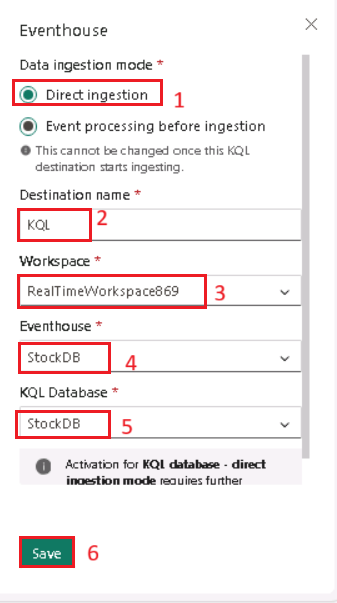 Eventhouse
Data ingestion mode *
Direct ingestion
1
Event processing before ingestion
This cannot be changed once this KQL
destination starts ingesting.
Destination name *
KQL
2
Workspace *
RealTimeWorkspace869
3
Eventhouse *
StockDB
4
KQL Database *
StockDB
5
Activation for KQL database - direct
ingestion mode requires further
Save
6